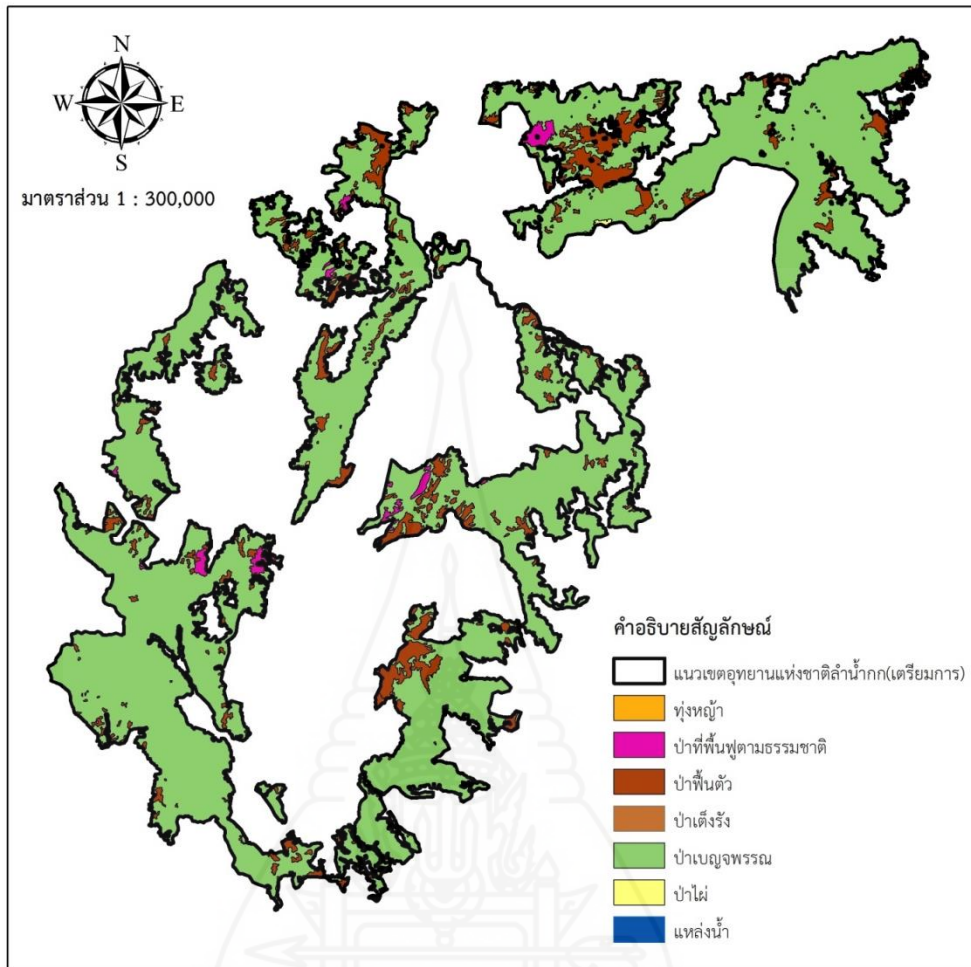 N
W E
S
มาตราส่วน 1 : 300,000
คำอธิบายสัญลักษณ์
แนวเขตอุทยานแห่งชาติลำน้ำกก(เตรียมการ)
ทุ่งหญ้า
ป่าที่ฟื้นฟูตามธรรมชาติ
ป่าฟื้นตัว
ป่าเต็งรัง
ป่าเบญจพรรณ
ป่าไผ่
แหล่งน้ำ